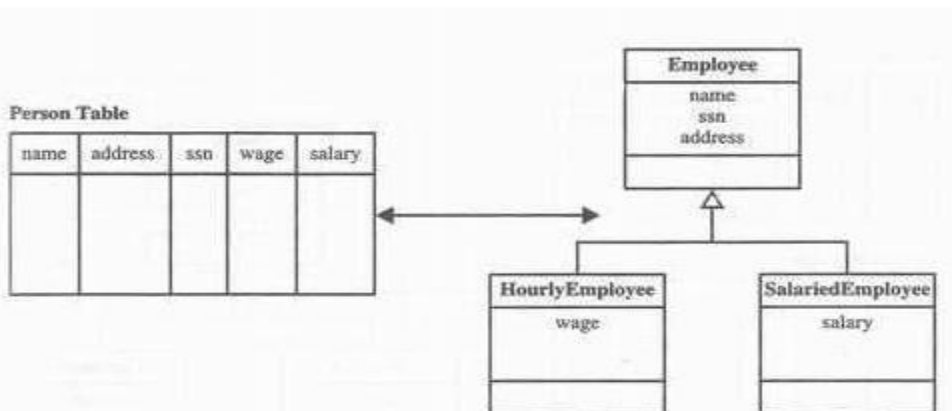 Employee
name
ssn
address
Person Table
name address ssn wage salary
HourlyEmployee
wage
SalariedEmployee
salary